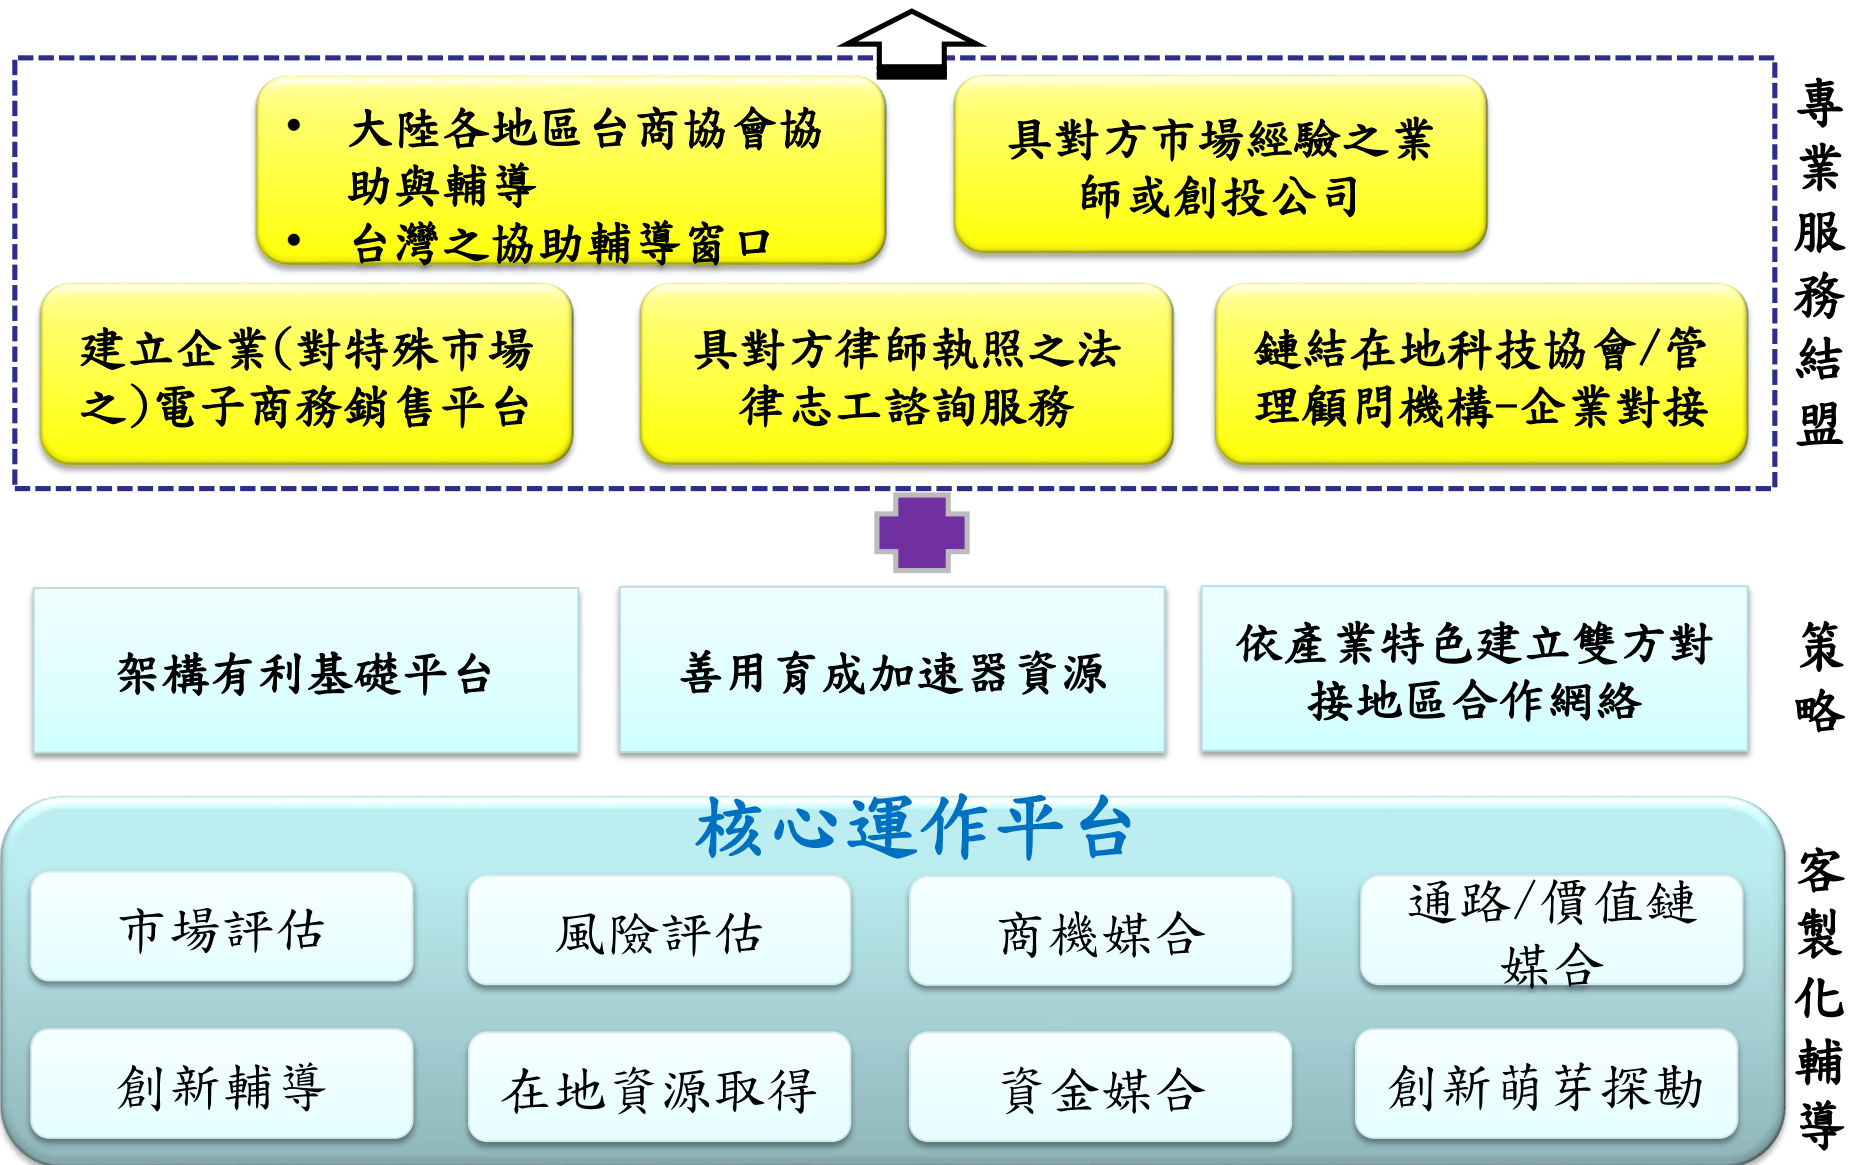 • 大陸各地區台商協會協
助與輔導
• 台灣之協助輔導窗口
具對方市場經驗之業
師或創投公司
建立企業(對特殊市場
之)電子商務銷售平台
具對方律師執照之法
律志工諮詢服務
鏈結在地科技協會/管
理顧問機構-企業對接
專業服務結盟
架構有利基礎平台
善用育成加速器資源
依產業特色建立雙方對
接地區合作網絡
策略
核心運作平台
市場評估
風險評估
商機媒合
通路/價值鏈
媒合
創新輔導
在地資源取得
資金媒合
創新萌芽探勘
客製化輔導